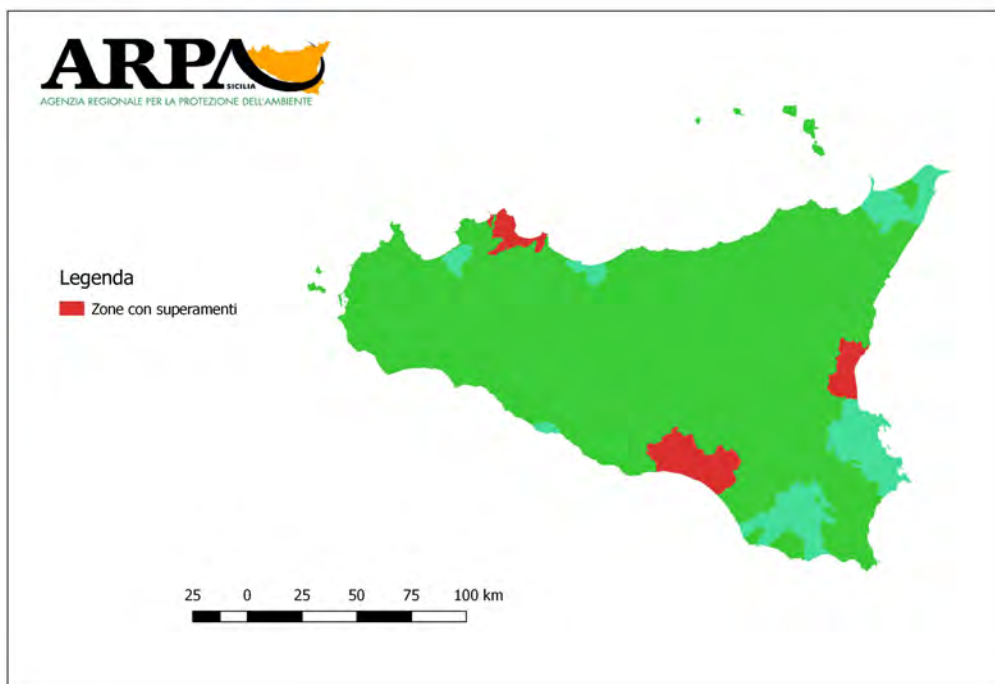 ARPA
SICILIA
AGENZIA REGIONALE PER LA PROTEZIONE DELL'AMBIENTE
Legenda
Zone con superamenti
25 0 25 50 75 100 km